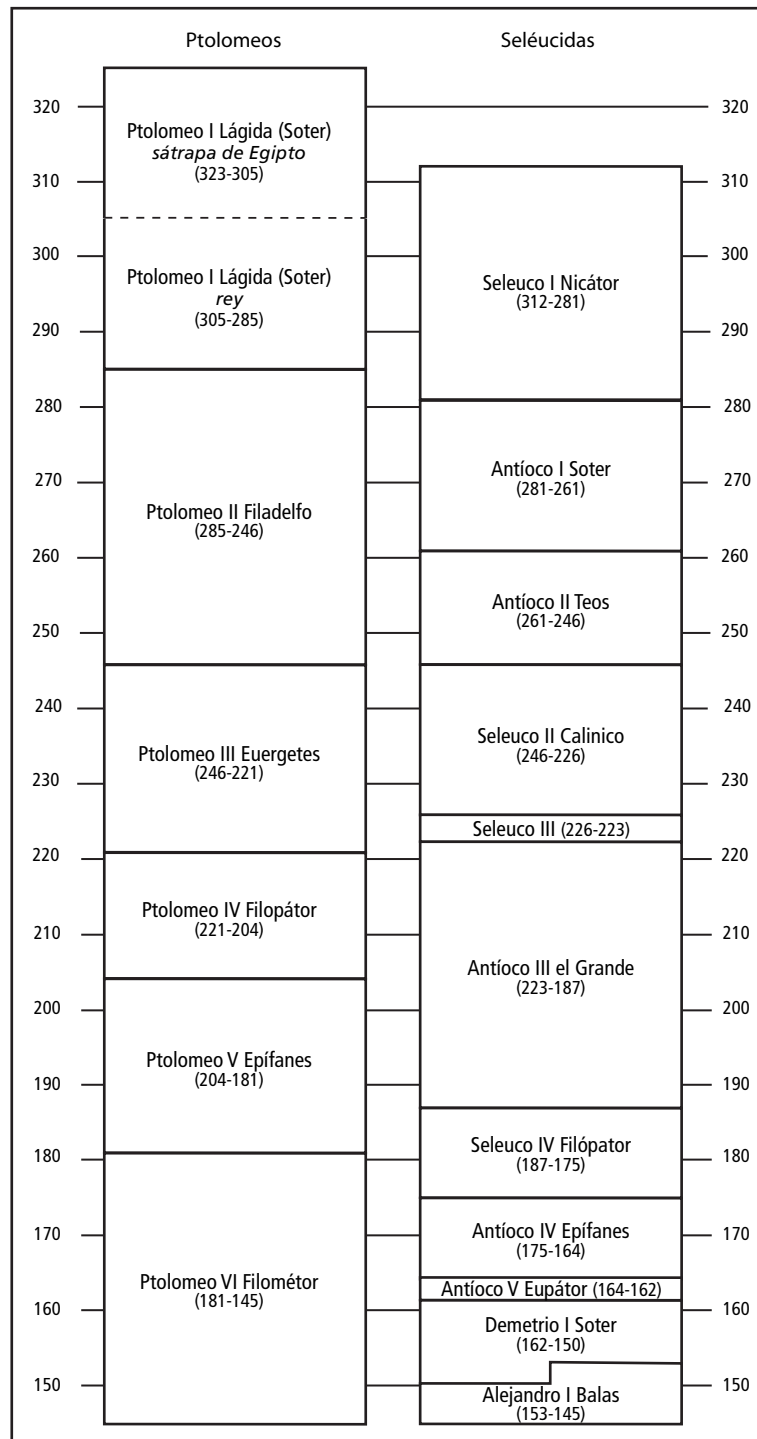 Ptolomeos
Seléucidas
320
310
300
290
280
270
260
250
240
230
220
210
200
190
180
170
160
150
Ptolomeo I Lágida (Soter)
sátrapa de Egipto
(323-305)
Ptolomeo I Lágida (Soter)
rey
(305-285)
Ptolomeo II Filadelfo
(285-246)
Ptolomeo III Euergetes
(246-221)
Ptolomeo IV Filopátor
(221-204)
Ptolomeo V Epífanes
(204-181)
Ptolomeo VI Filométor
(181-145)
Seleuco I Nicátor
(312-281)
Antíoco I Soter
(281-261)
Antíoco II Teos
(261-246)
Seleuco II Calinico
(246-226)
Seleuco III (226-223)
Antíoco III el Grande
(223-187)
Seleuco IV Filópator
(187-175)
Antíoco IV Epífanes
(175-164)
Antíoco V Eupátor (164-162)
Demetrio I Soter
(162-150)
Alejandro I Balas
(153-145)
320
310
300
290
280
270
260
250
240
230
220
210
200
190
180
170
160
150